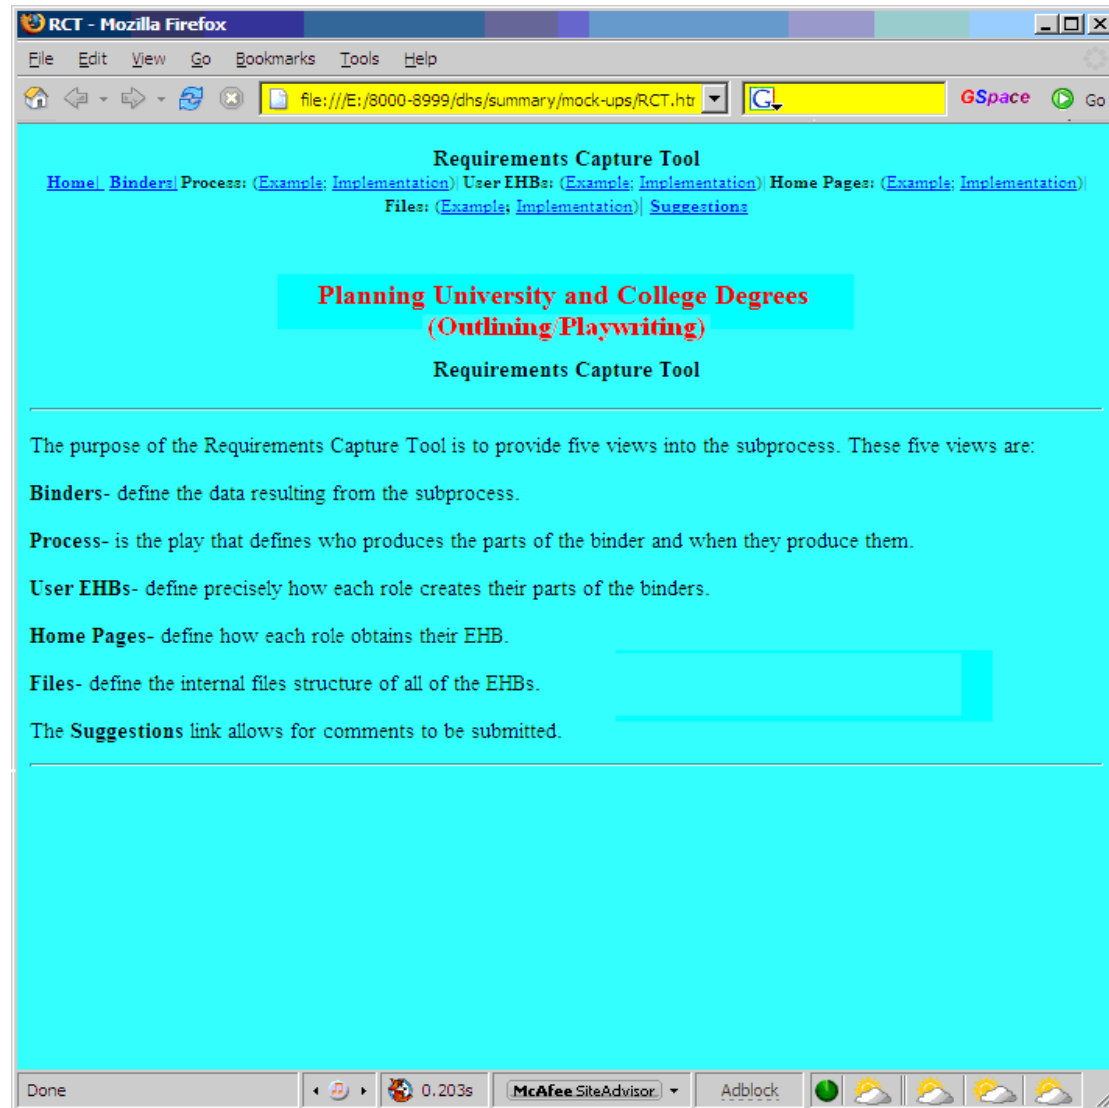 RCT - Mozilla Firefox
File Edit View Go Bookmarks Tools Help
file:///E:/8000-8999/dhs/summary/mock-ups/RCT.htr G GSpace Go
Requirements Capture Tool
Home| Binders| Process: (Example; Implementation)| User EHBs: (Example; Implementation)| Home Pages: (Example; Implementation)|
Files: (Example; Implementation)| Suggestions
Planning University and College Degrees
(Outlining/Playwriting)
Requirements Capture Tool
The purpose of the Requirements Capture Tool is to provide five views into the subprocess. These five views are:
Binders- define the data resulting from the subprocess.
Process- is the play that defines who produces the parts of the binder and when they produce them.
User EHBs- define precisely how each role creates their parts of the binders.
Home Pages- define how each role obtains their EHB.
Files- define the internal files structure of all of the EHBs.
The Suggestions link allows for comments to be submitted.
Done 0.203s McAfee SiteAdvisor Adblock